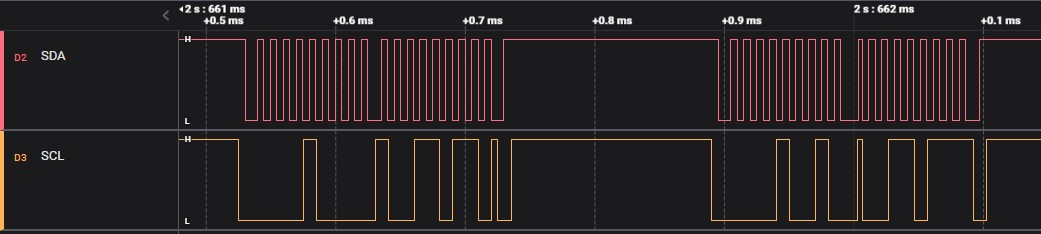 2 s : 661 ms 2 s : 662 ms
+0.5 ms +0.6 ms +0.7 ms +0.8 ms +0.9 ms +0.1 ms
H
D2 SDA
L
H
D3 SCL
L